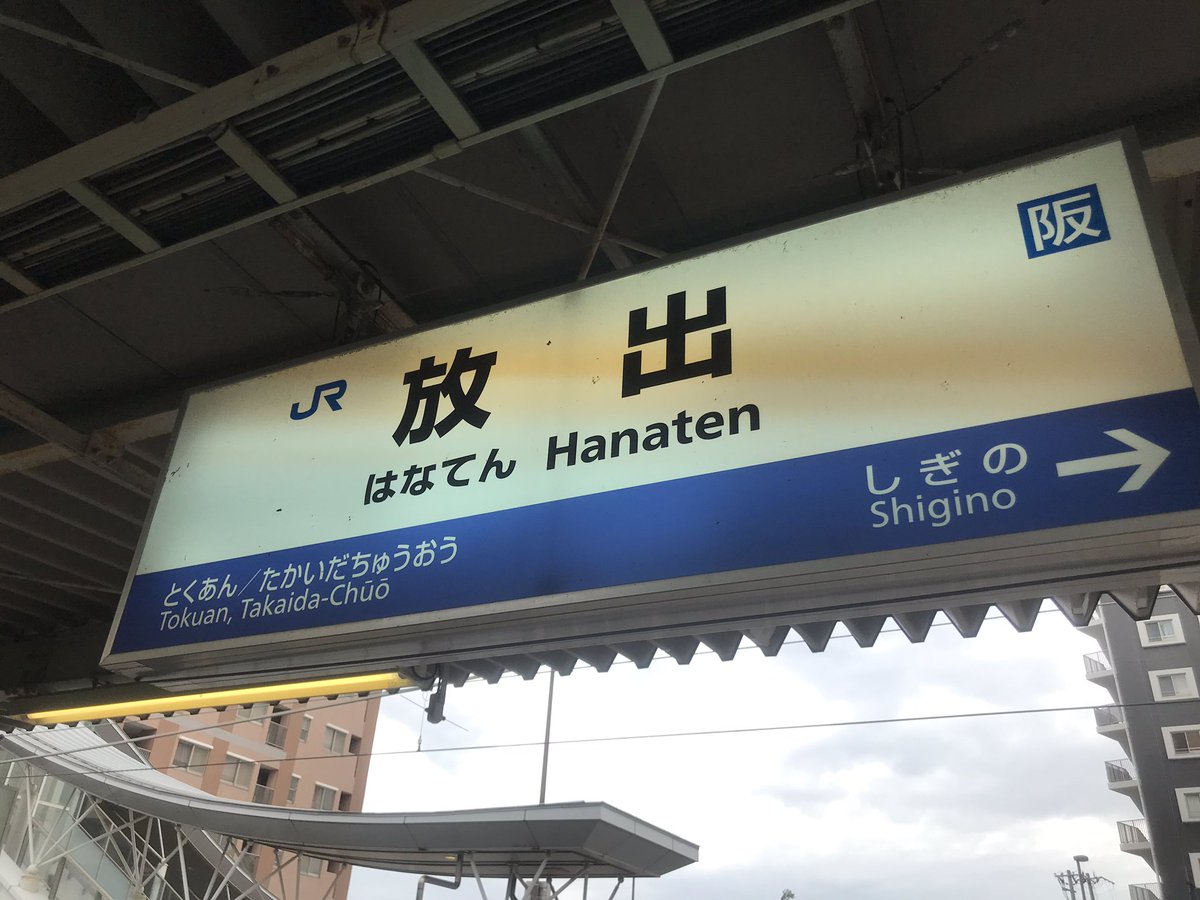 阪
JR 放出
はなてん Hanaten
しぎの →
Shigino
とくあん／たかいだちゅうおう
Tokuan, Takaida-Chūō